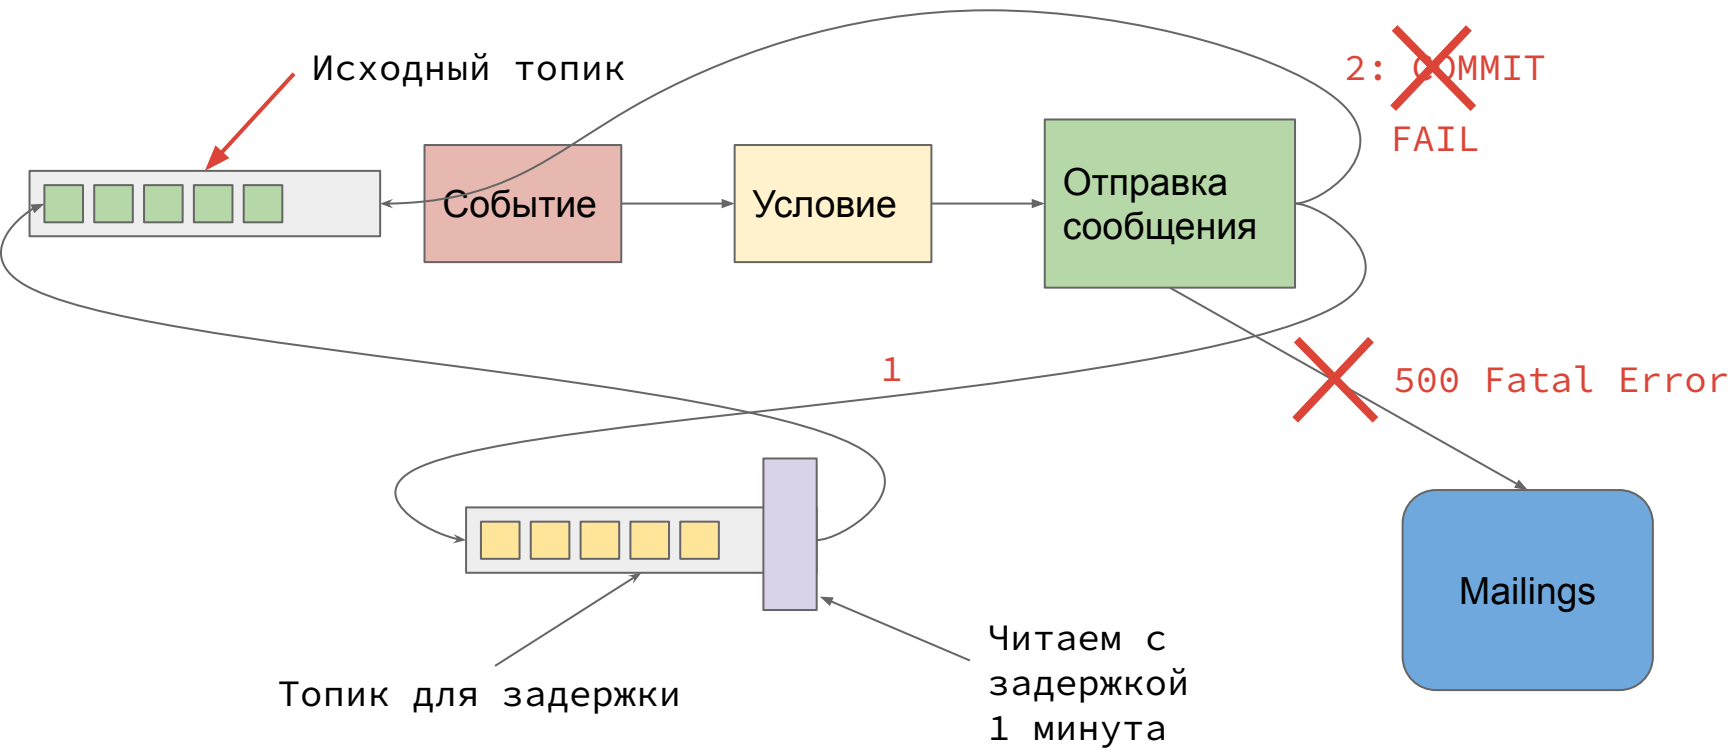 Исходный топик
2: COMMIT
FAIL
Событие
Условие
Отправка
сообщения
1
500 Fatal Error
Mailings
Топик для задержки
Читаем с
задержкой
1 минута